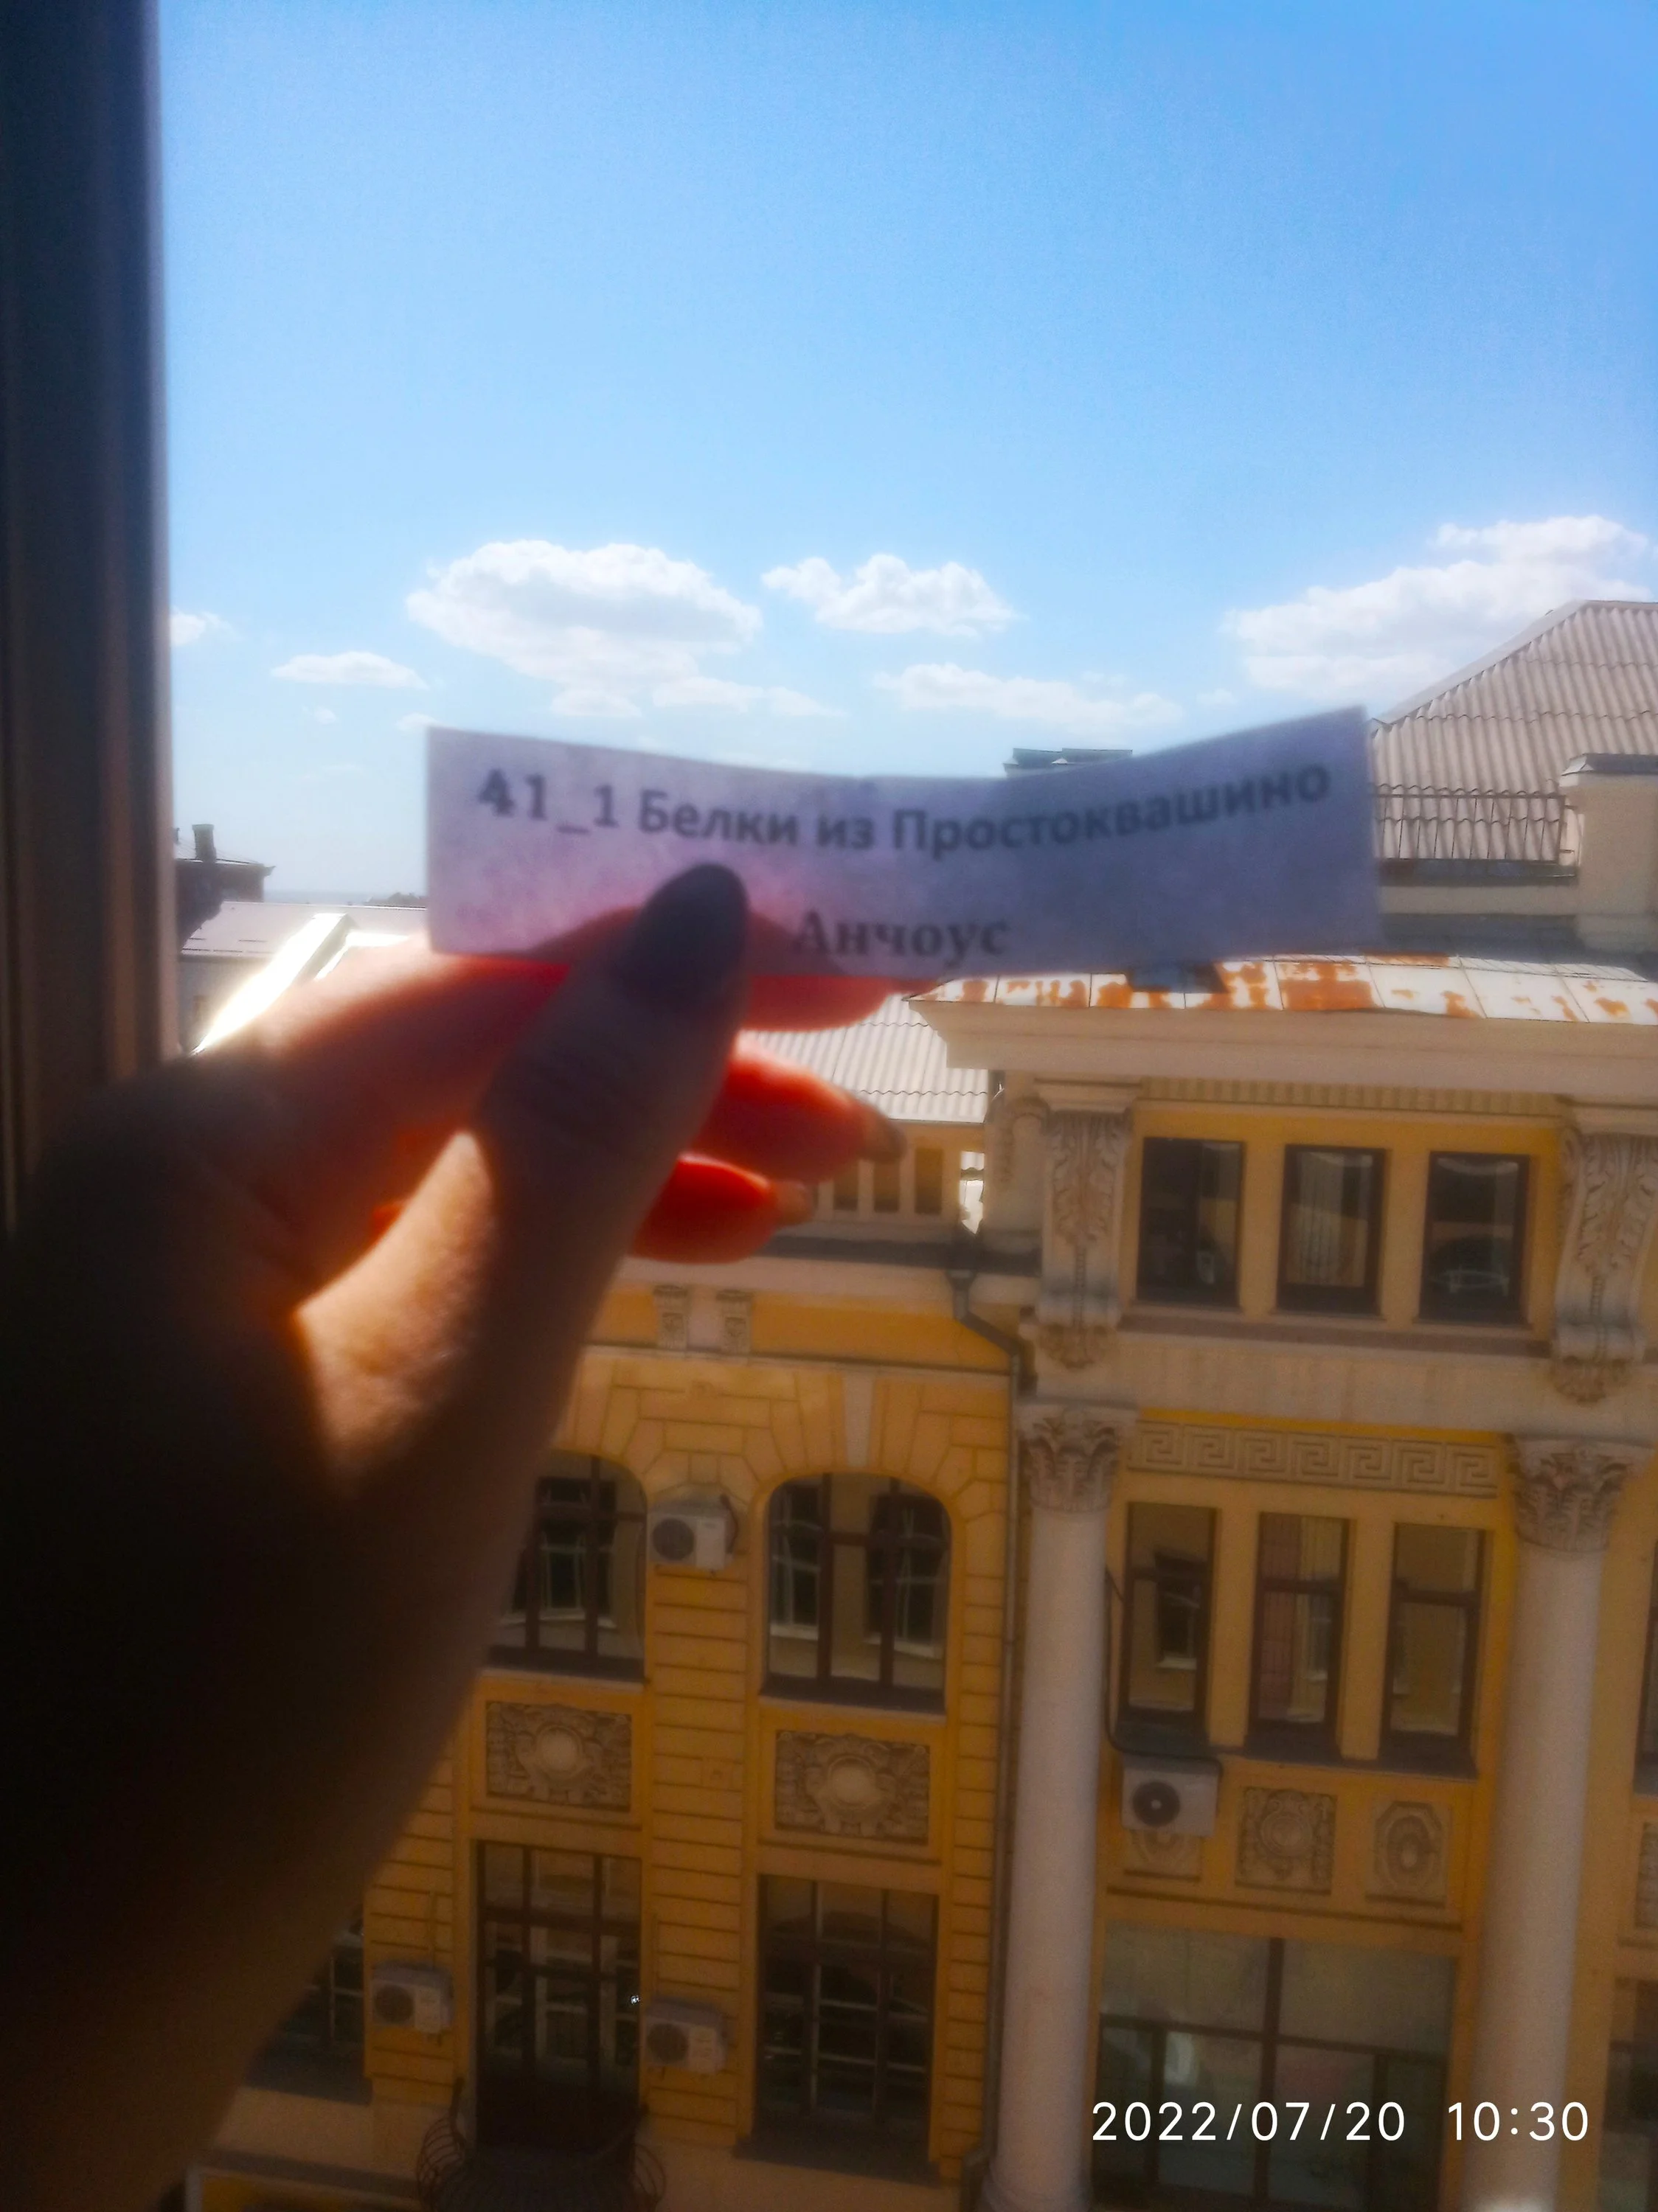 41_1 Белки из Простоквашино
Анчоус
2022/07/20 10:30